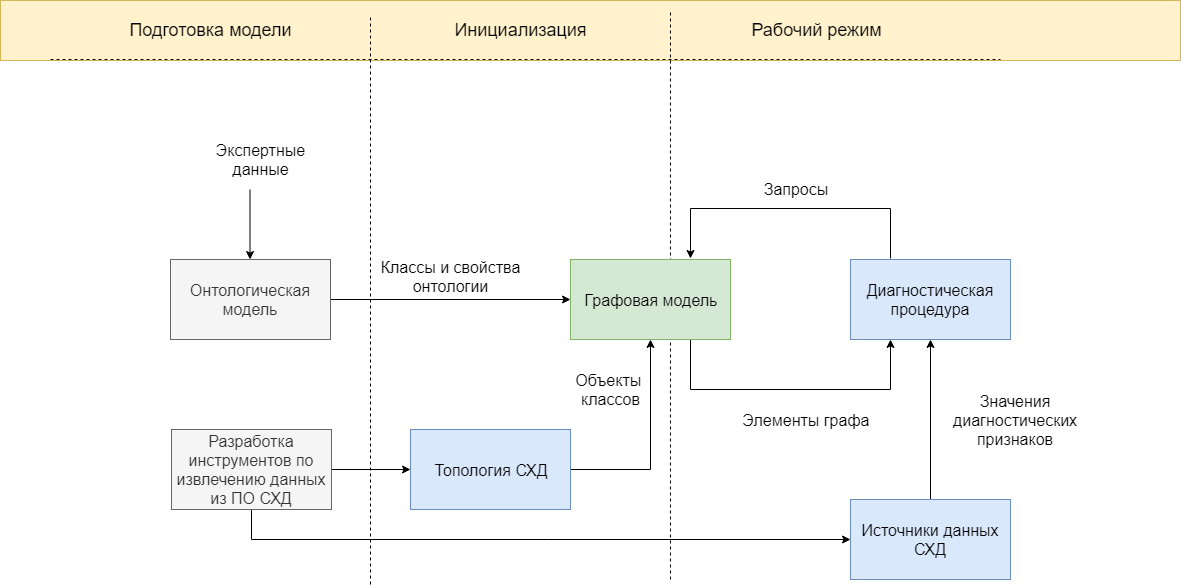 Подготовка модели
Инициализация
Рабочий режим
Экспертные
данные
Запросы
Классы и свойства
онтологии
Онтологическая
модель
Графовая модель
Диагностическая
процедура
Объекты
классов
Элементы графа
Значения
диагностических
признаков
Разработка
инструментов по
извлечению данных
из ПО СХД
Топология СХД
Источники данных
СХД